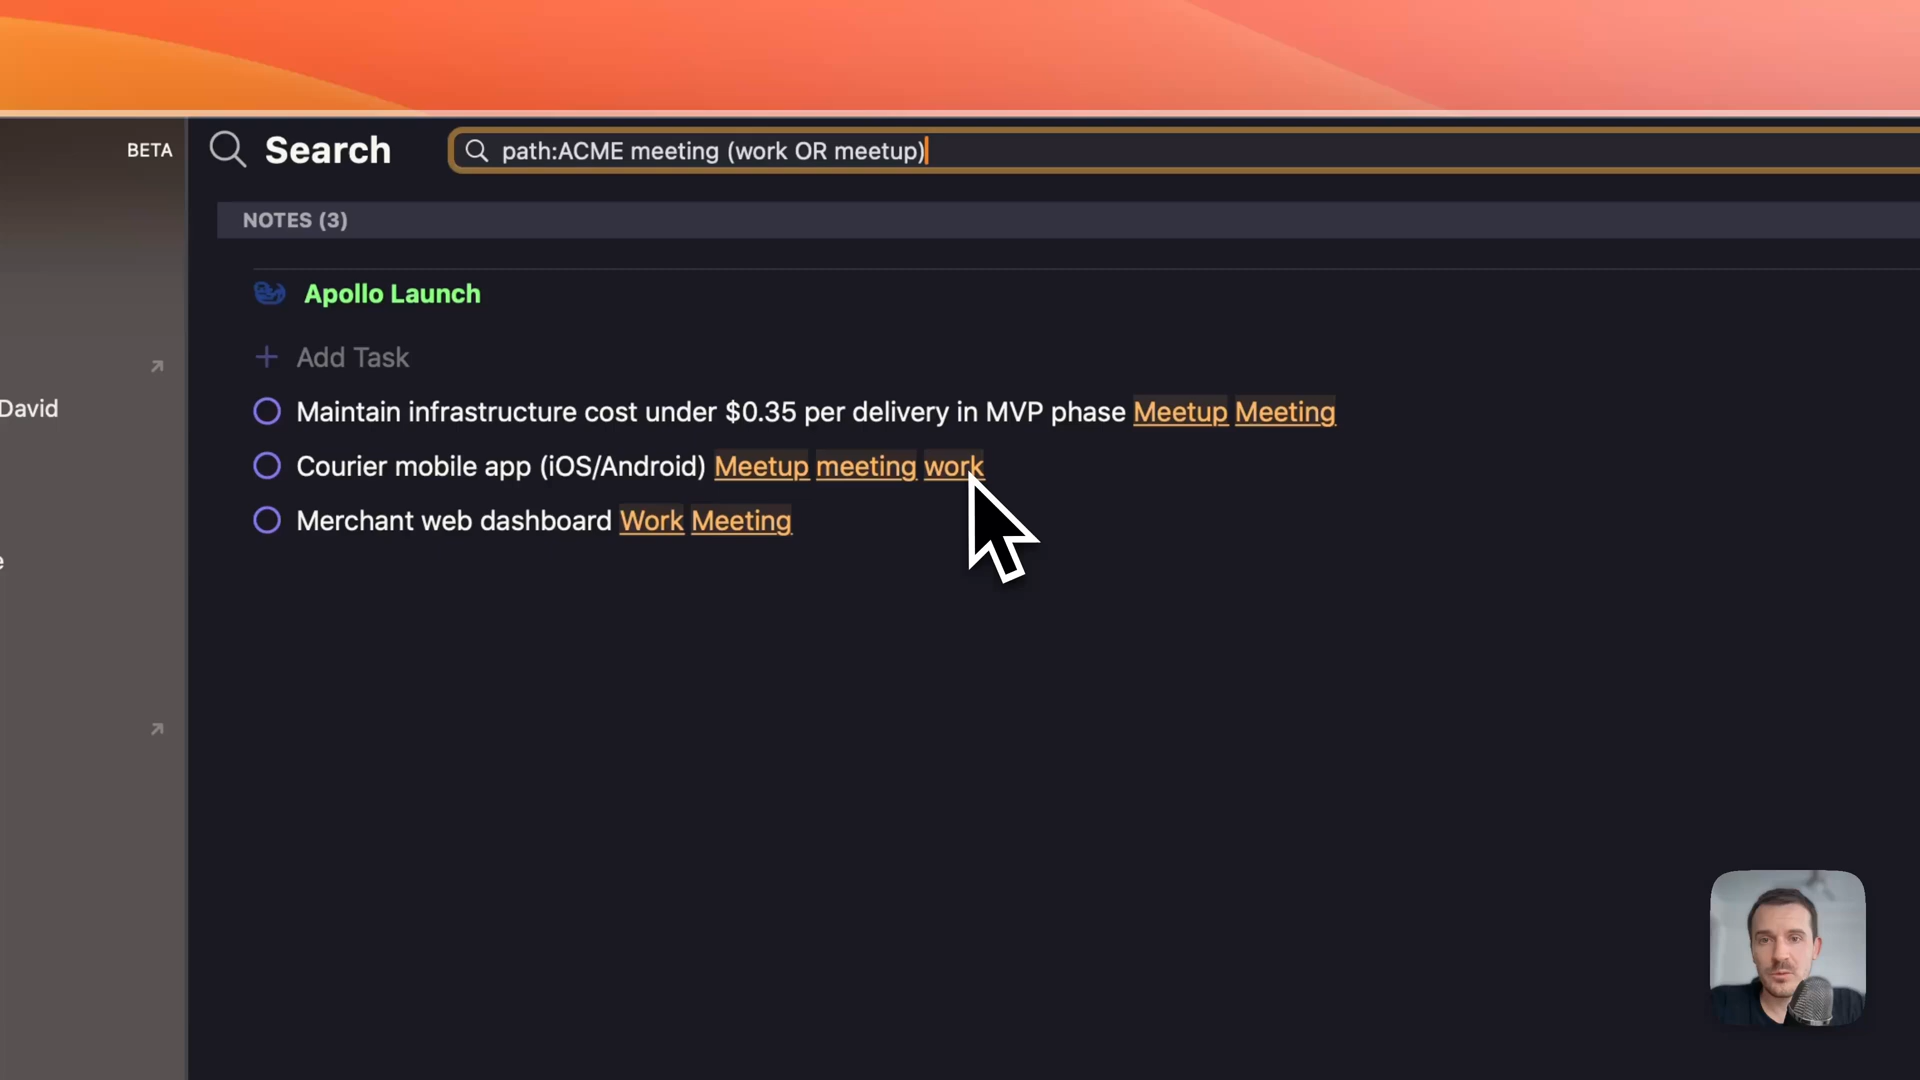 BETA
Search
path:ACME meeting (work OR meetup)
NOTES (3)
Apollo Launch
Add Task
David
Maintain infrastructure cost under $0.35 per delivery in MVP phase Meetup Meeting
Courier mobile app (iOS/Android) Meetup meeting work
Merchant web dashboard Work Meeting
e